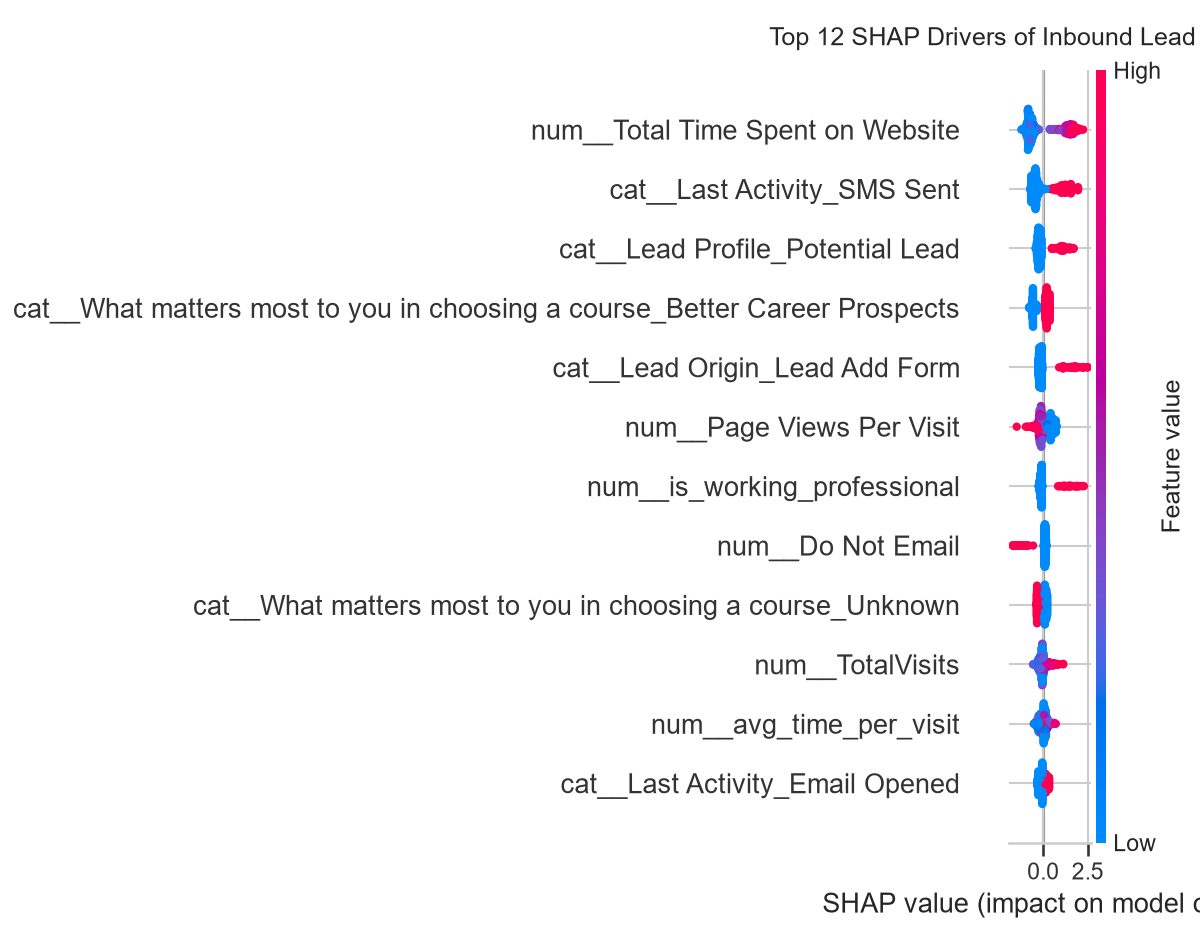 Top 12 SHAP Drivers of Inbound Lead
High
num__Total Time Spent on Website
cat__Last Activity_SMS Sent
cat__Lead Profile_Potential Lead
cat__What matters most to you in choosing a course_Better Career Prospects
cat__Lead Origin_Lead Add Form
num__Page Views Per Visit
num__is_working_professional
num__Do Not Email
cat__What matters most to you in choosing a course_Unknown
num__TotalVisits
num__avg_time_per_visit
cat__Last Activity_Email Opened
Feature value
Low
0.0 2.5
SHAP value (impact on model